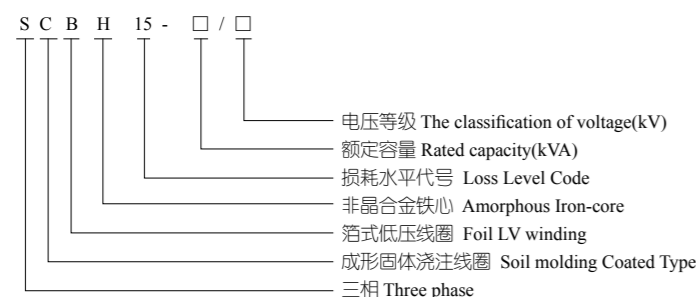 S C B H 15 - □ / □
电压等级 The classification of voltage(kV)
额定容量 Rated capacity(kVA)
损耗水平代号 Loss Level Code
非晶合金铁心 Amorphous Iron-core
箔式低压线圈 Foil LV winding
成形固体浇注线圈 Soil molding Coated Type
三相 Three phase